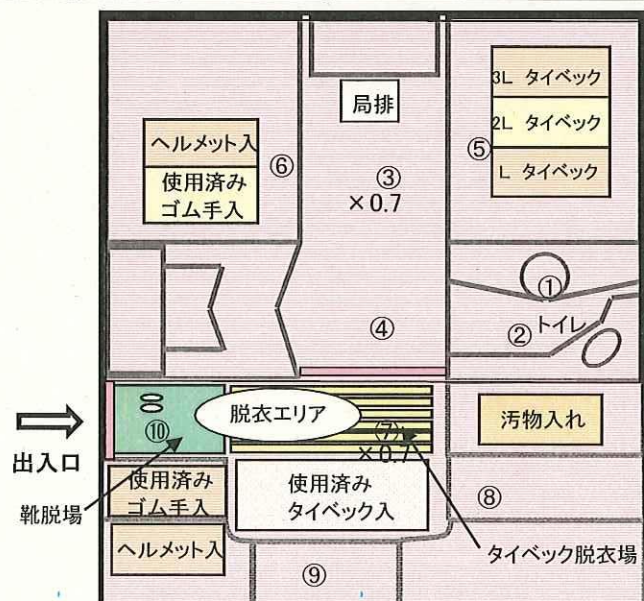 3L タイベック
局排
2L タイベック
ヘルメット入
⑤
⑥
③
使用済み
ゴム手入
L タイベック
×0.7
①
④
②
トイレ
脱衣エリア
汚物入れ
⑩
⑦
×0.7
出入口
使用済み
ゴム手入
使用済み
タイベック入
⑧
靴脱場
ヘルメット入
タイベック脱衣場
⑨